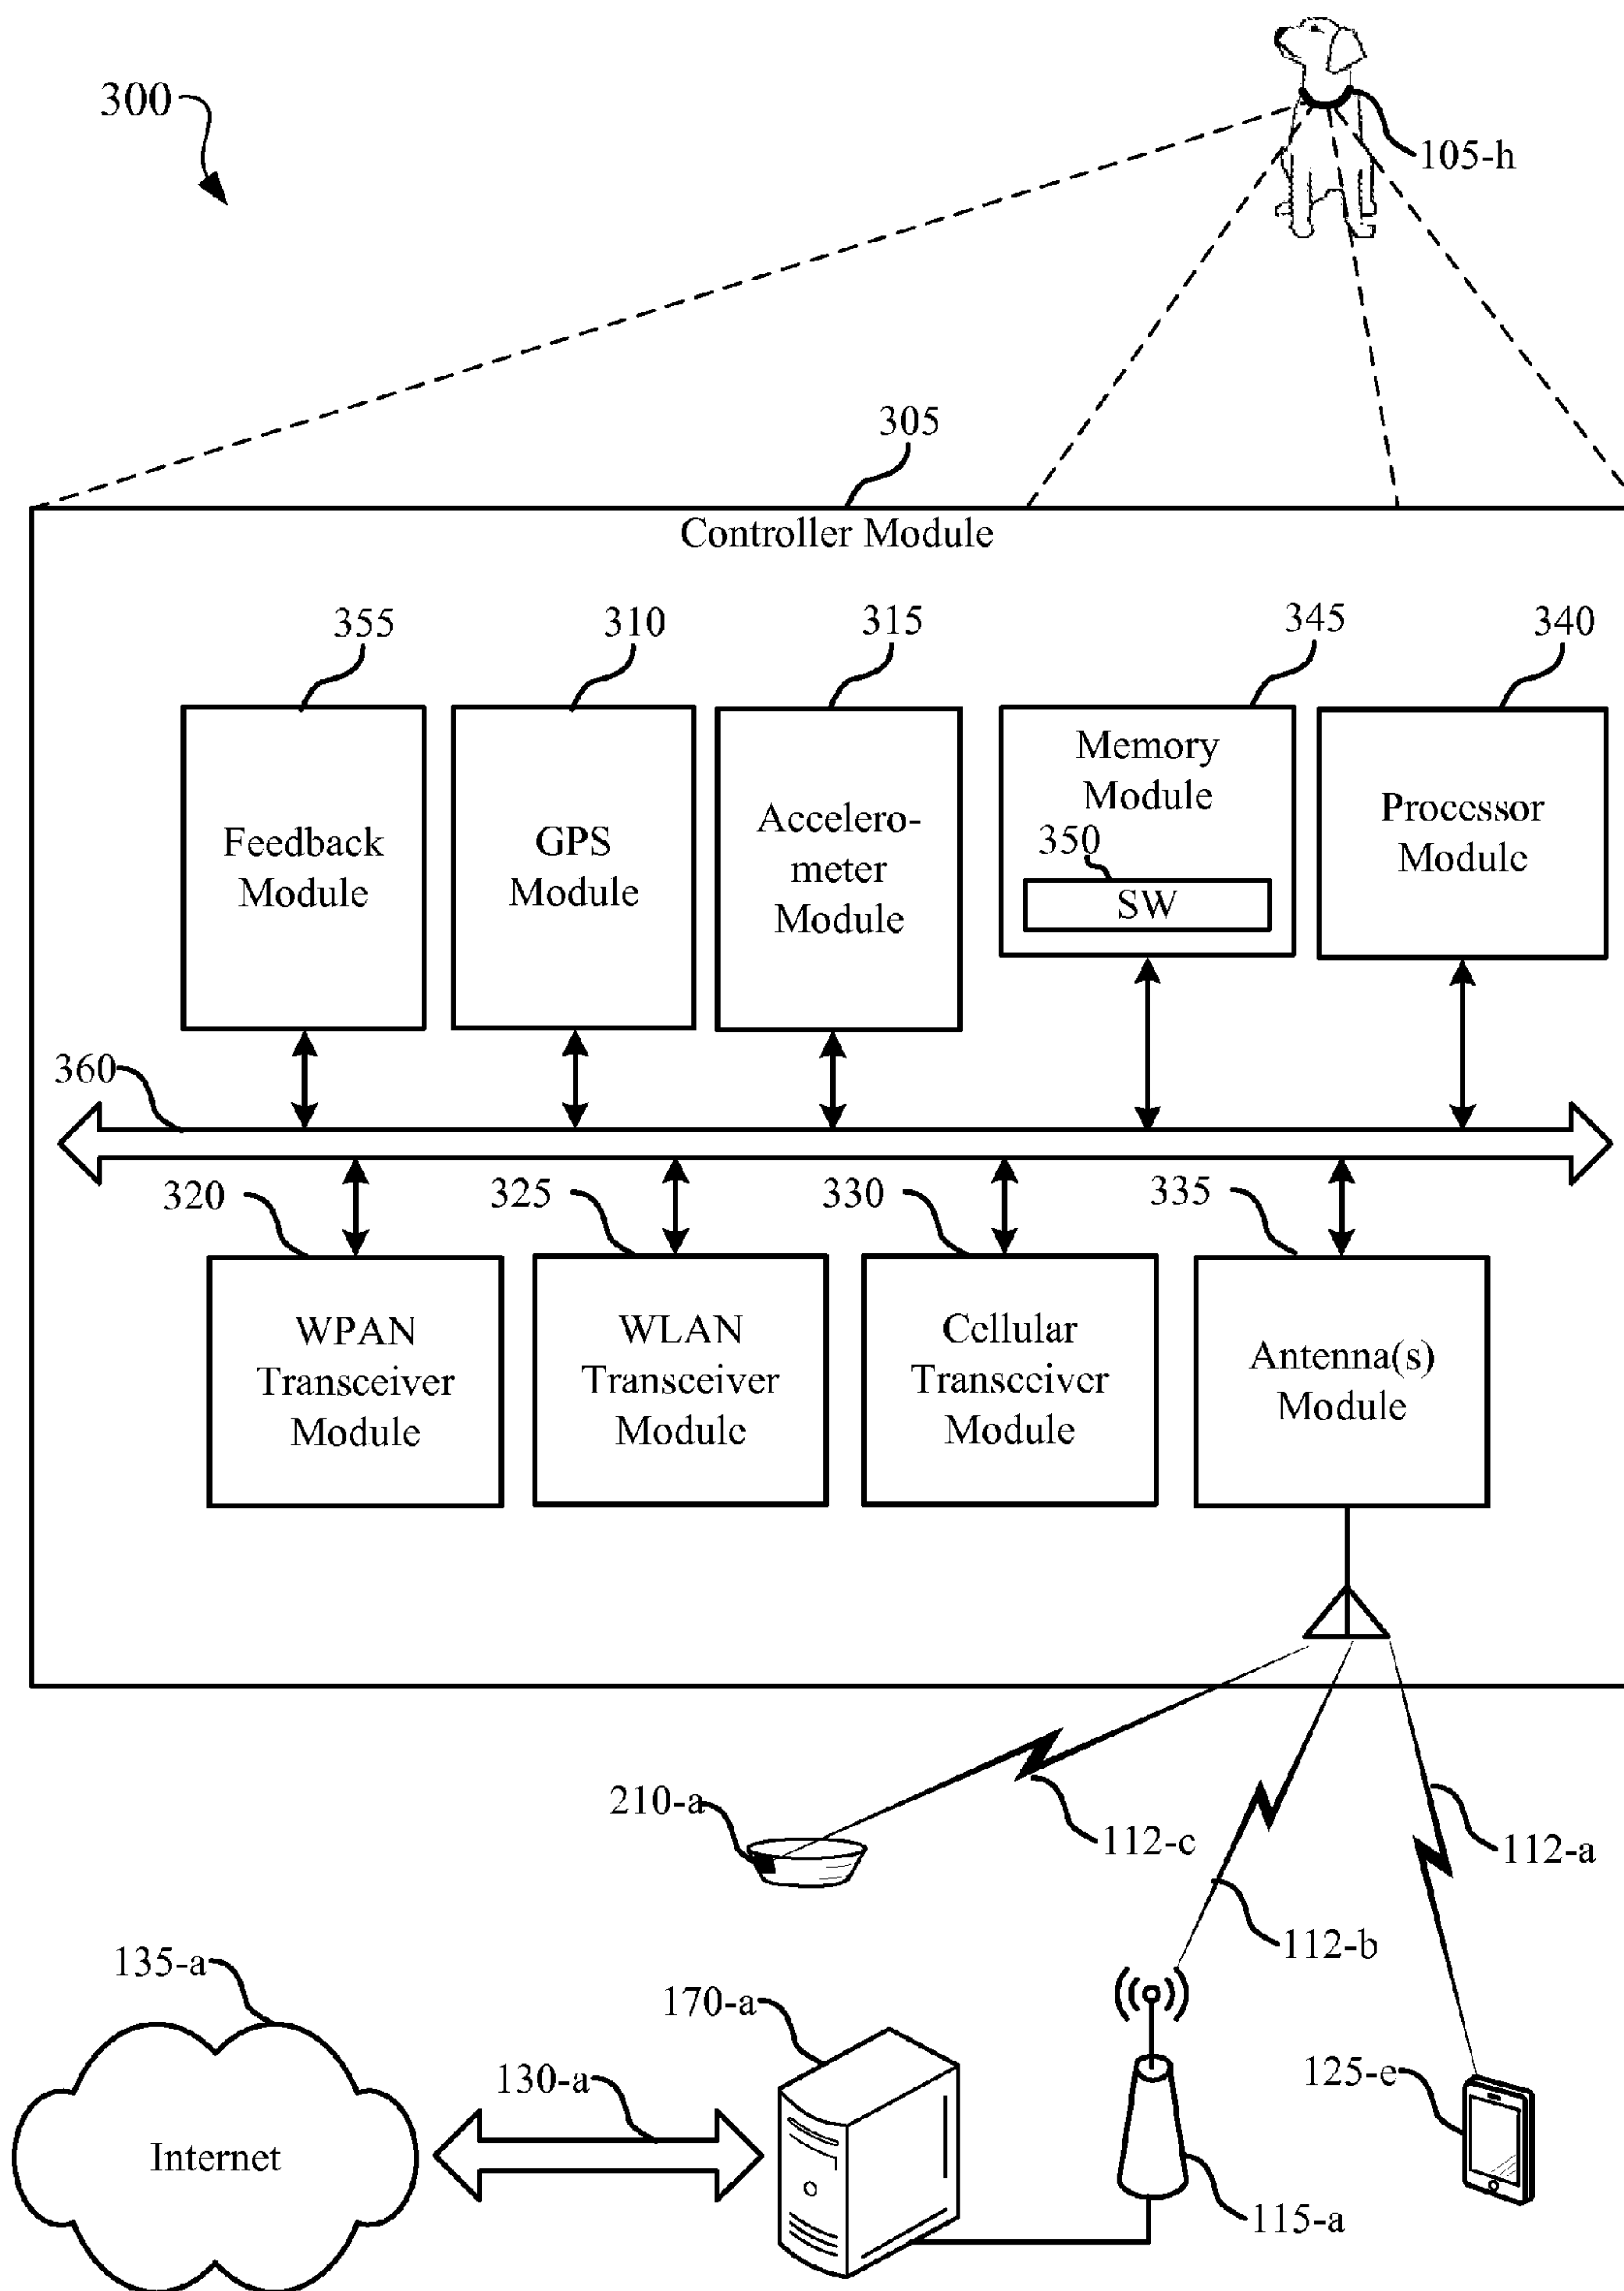 300
105-h
305
Controller Module
355
310
315
345
340
Feedback
Module
GPS
Module
Accelero-
meter
Module
Memory
Module
350
SW
Processor
Module
360
320
325
330
335
WPAN
Transceiver
Module
WLAN
Transceiver
Module
Cellular
Transceiver
Module
Antenna(s)
Module
210-a
112-c
112-a
112-b
135-a
170-a
130-a
125-e
Internet
115-a